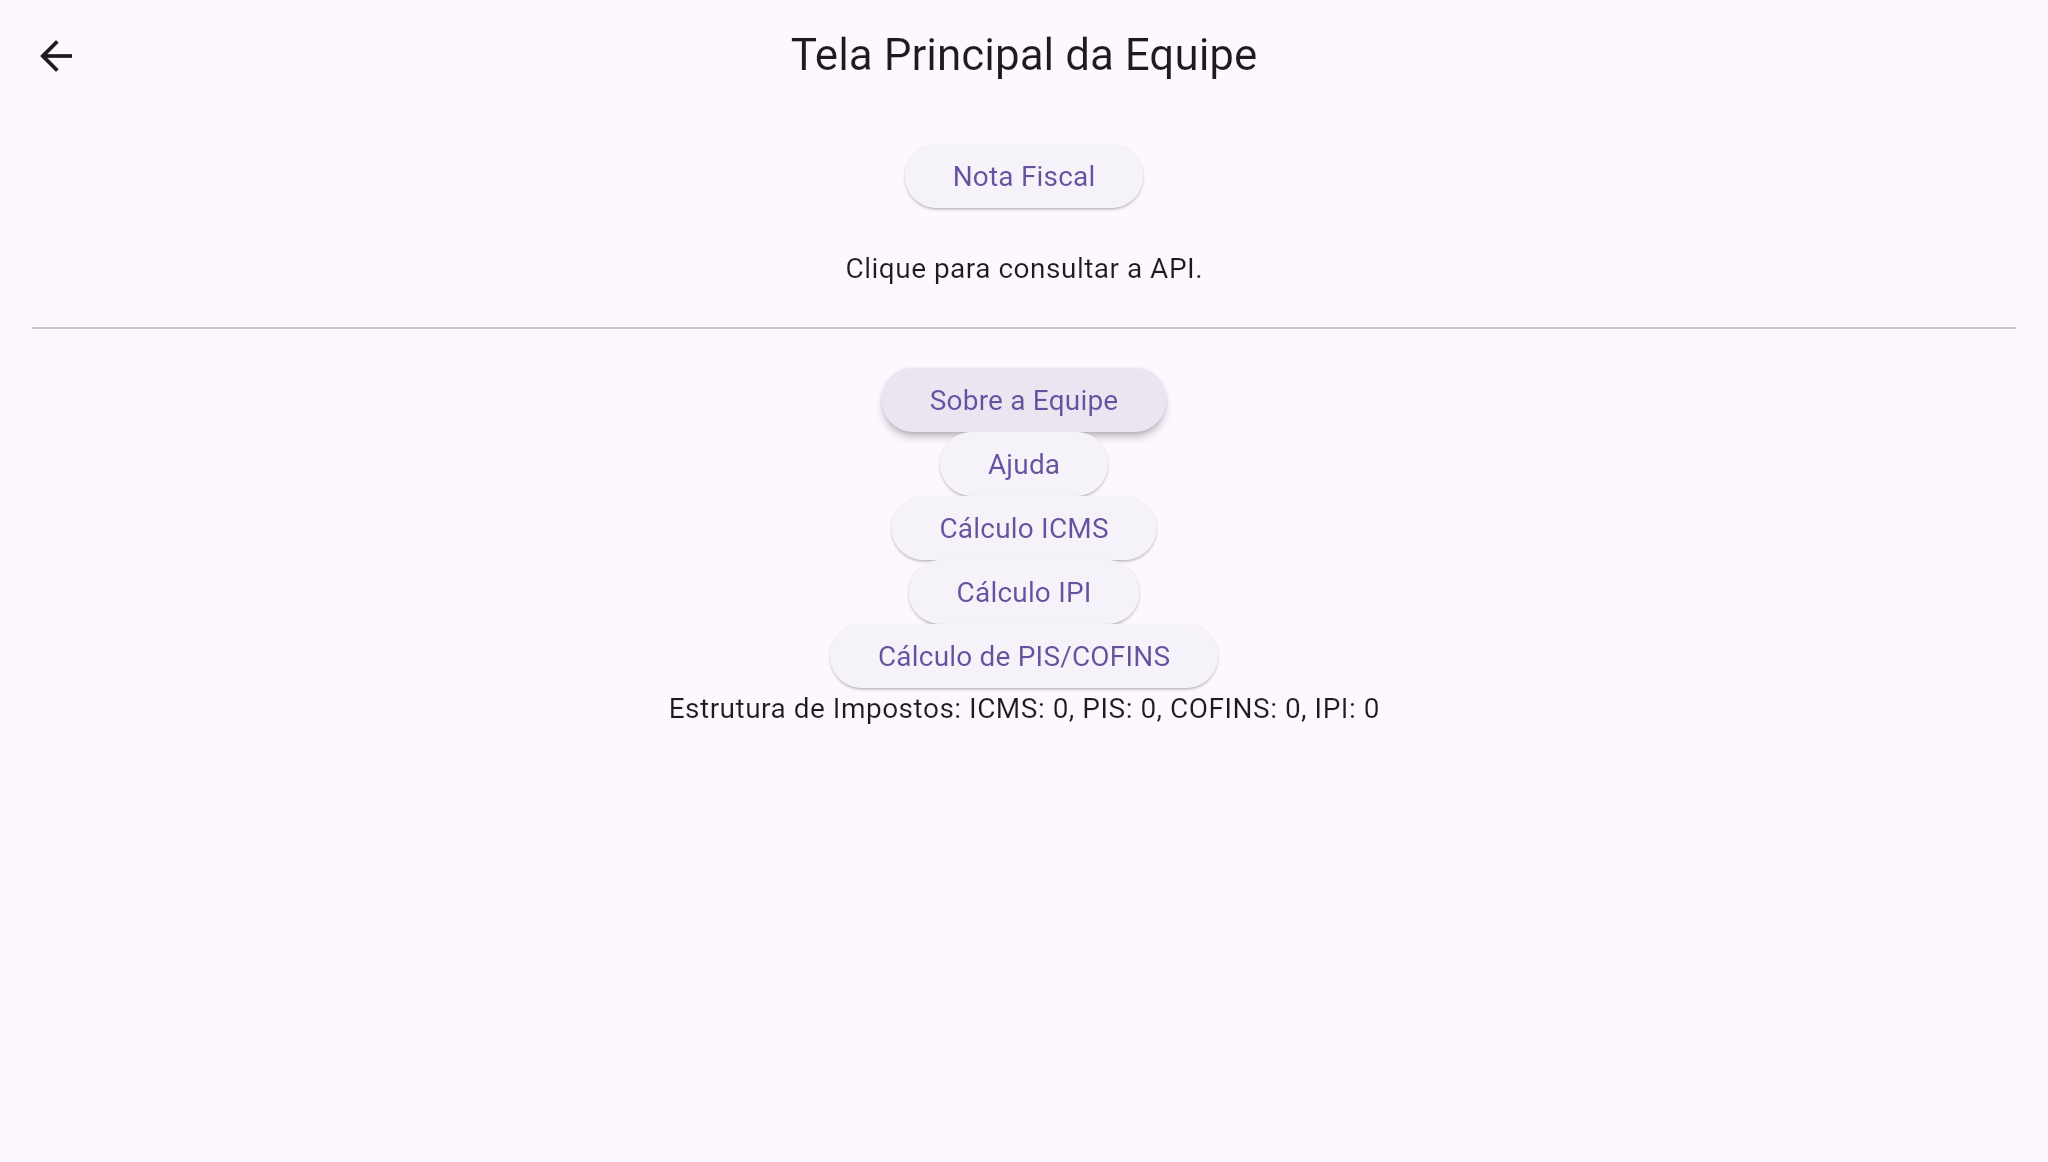 Tela Principal da Equipe
Nota Fiscal
Clique para consultar a API.
Sobre a Equipe
Ajuda
Cálculo ICMS
Cálculo IPI
Cálculo de PIS/COFINS
Estrutura de Impostos: ICMS: 0, PIS: 0, COFINS: 0, IPI: 0